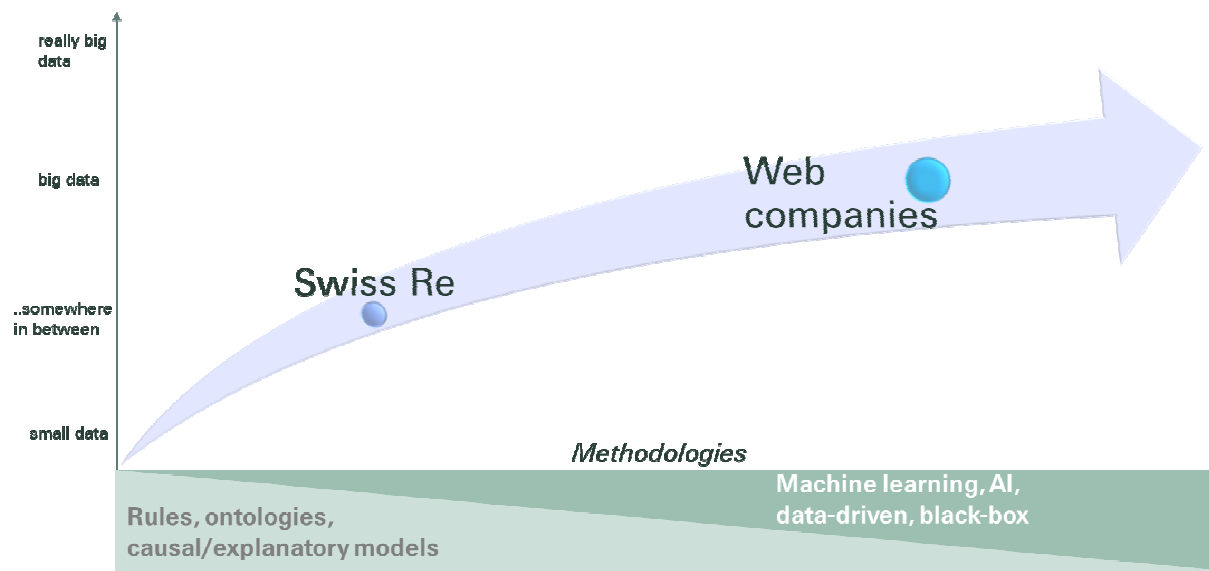 really big
data
big data
..somewhere
in between
small data
Swiss Re
Web
companies
Methodologies
Machine learning, AI,
data-driven, black-box
Rules, ontologies,
causal/explanatory models